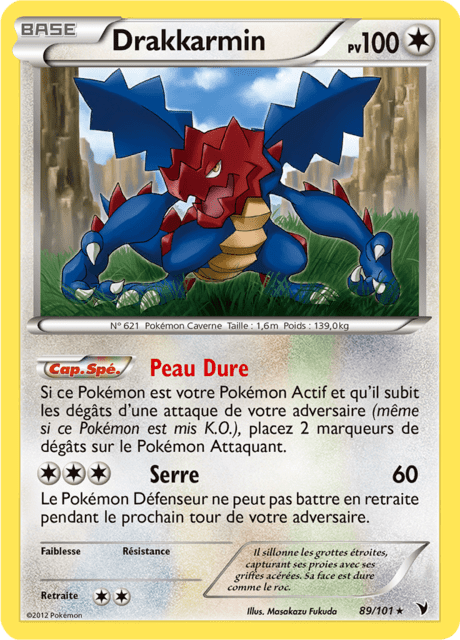 BASE
Drakkarmin
PV100
N° 621 Pokémon Caverne Taille : 1,6m Poids : 139,0kg
Cap. Spé. Peau Dure
Si ce Pokémon est votre Pokémon Actif et qu'il subit
les dégâts d'une attaque de votre adversaire (même
si ce Pokémon est mis K.O.), placez 2 marqueurs de
dégâts sur le Pokémon Attaquant.
Serre 60
Le Pokémon Défenseur ne peut pas battre en retraite
pendant le prochain tour de votre adversaire.
Faiblesse Résistance
Il sillonne les grottes étroites,
capturant ses proies avec ses
griffes acérées. Sa face est dure
comme le roc.
Retraite
©2012 Pokémon
Illus. Masakazu Fukuda 89/101 ★